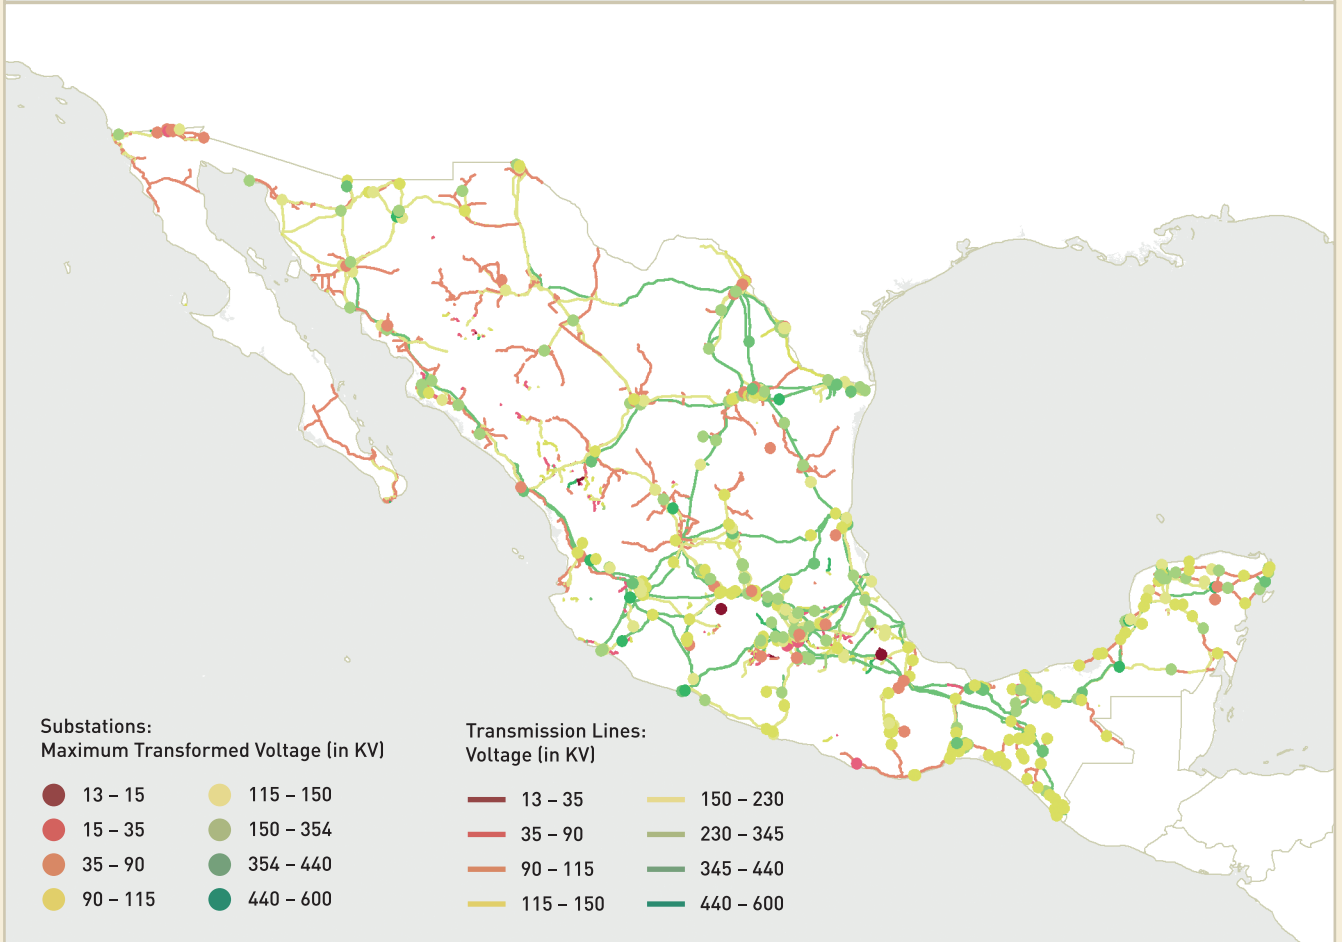 Substations:
Maximum Transformed Voltage (in KV)
13 – 15
15 – 35
35 – 90
90 – 115
115 – 150
150 – 354
354 – 440
440 – 600
Transmission Lines:
Voltage (in KV)
13 – 35
35 – 90
90 – 115
115 – 150
150 – 230
230 – 345
345 – 440
440 – 600